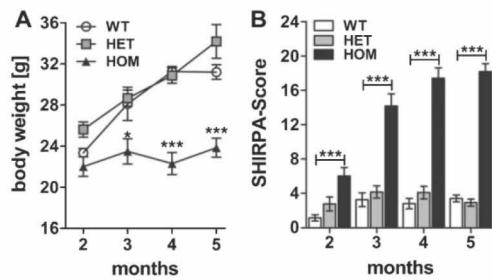 A
WT
HET
HOM
body weight [g]
36
32
28
24
20
16
*
***
***
2 3 4 5
months
B
WT
HET
HOM
SHIRPA-Score
24
20
16
12
8
4
0
***
***
***
***
2 3 4 5
months